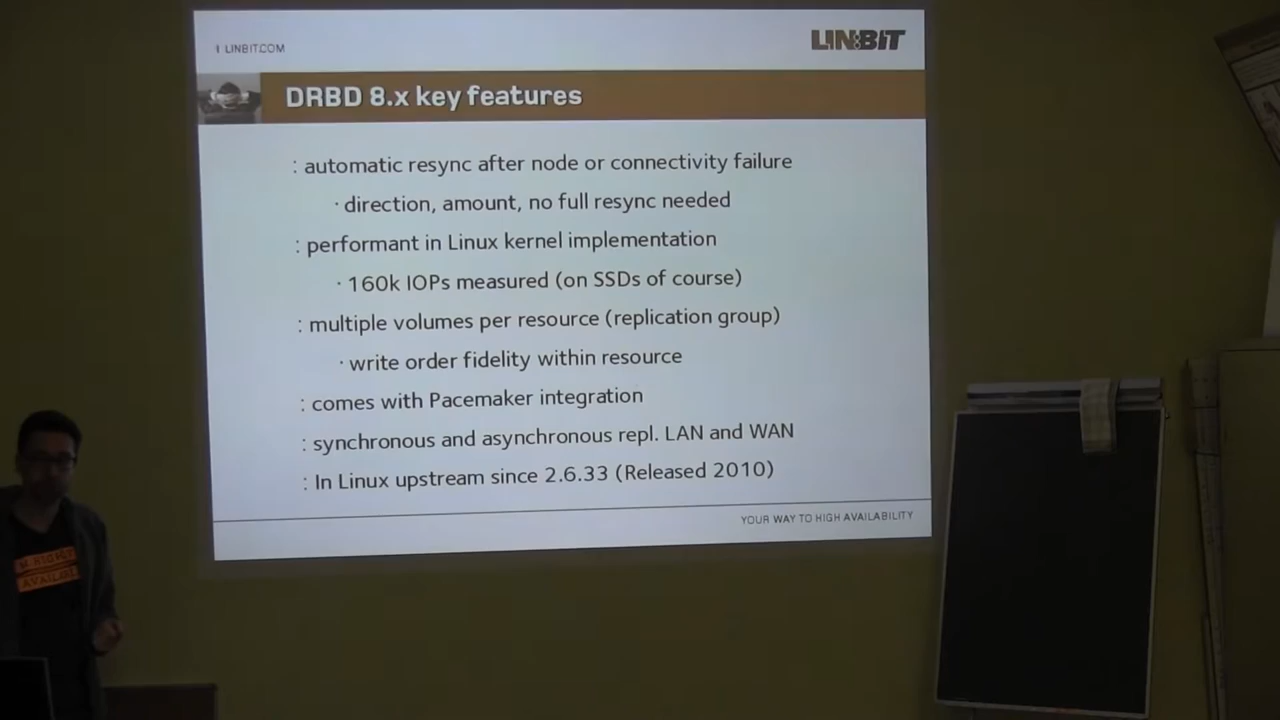 LINBIT.COM
LINBIT
DRBD 8.x key features
: automatic resync after node or connectivity failure
· direction, amount, no full resync needed
: performant in Linux kernel implementation
· 160k IOPs measured (on SSDs of course)
: multiple volumes per resource (replication group)
· write order fidelity within resource
: comes with Pacemaker integration
: synchronous and asynchronous repl. LAN and WAN
: In Linux upstream since 2.6.33 (Released 2010)
YOUR WAY TO HIGH AVAILABILITY